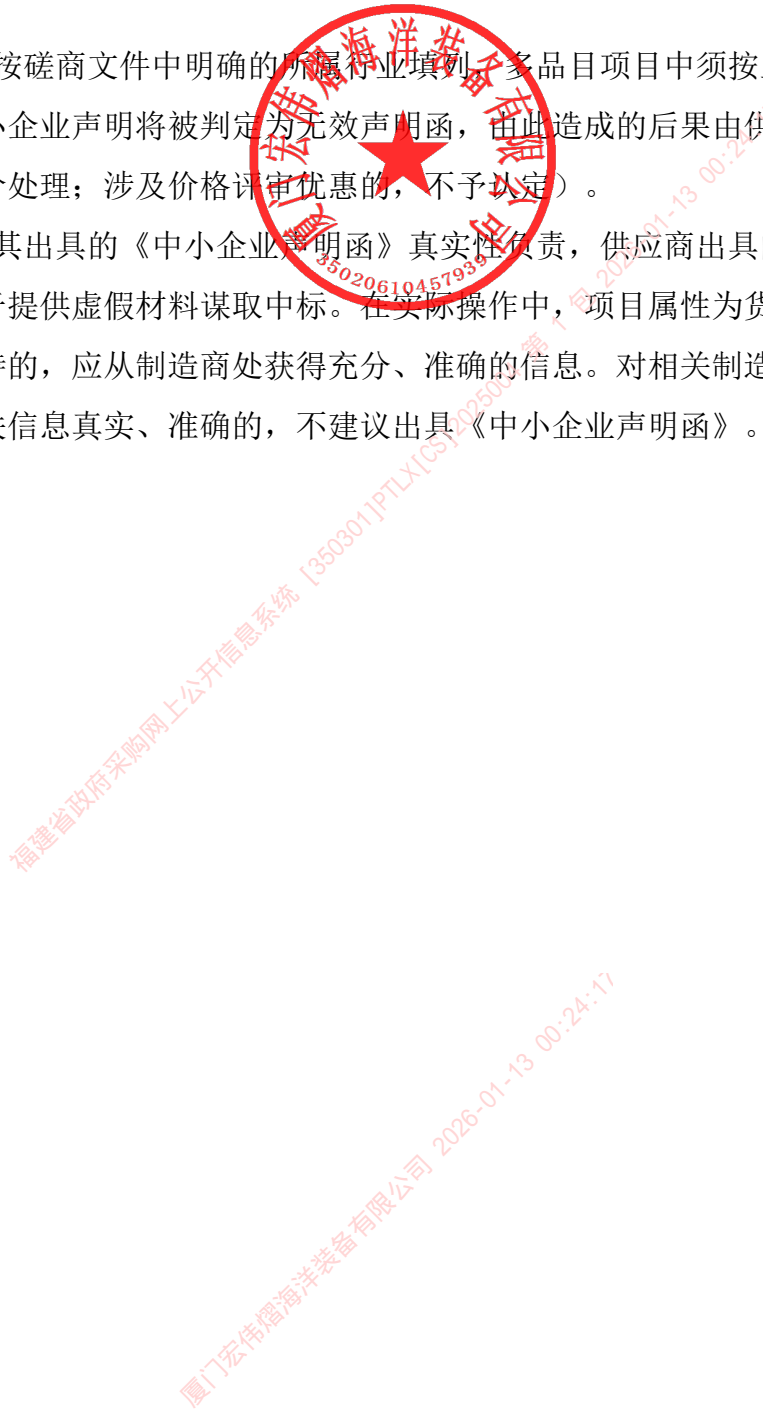 按磋商文件中明确的所属行业填列，多品目项目中须按
小企业声明将被判定为无效声明函，由此造成的后果由供
处理；涉及价格评审优惠的，不予认定）。
其出具的《中小企业声明函》真实性负责，供应商出具
提供虚假材料谋取中标。在实际操作中，项目属性为货
的，应从制造商处获得充分、准确的信息。对相关制造
信息真实、准确的，不建议出具《中小企业声明函》。
厦门宏伟熠海洋装备有限公司
35020610457939
福建省政府采购网上公开信息系统 [350301]PTLX[CS]2025004 第 1 包 2026-01-13 00:24:
厦门宏伟熠海洋装备有限公司 2026-01-13 00:24:17